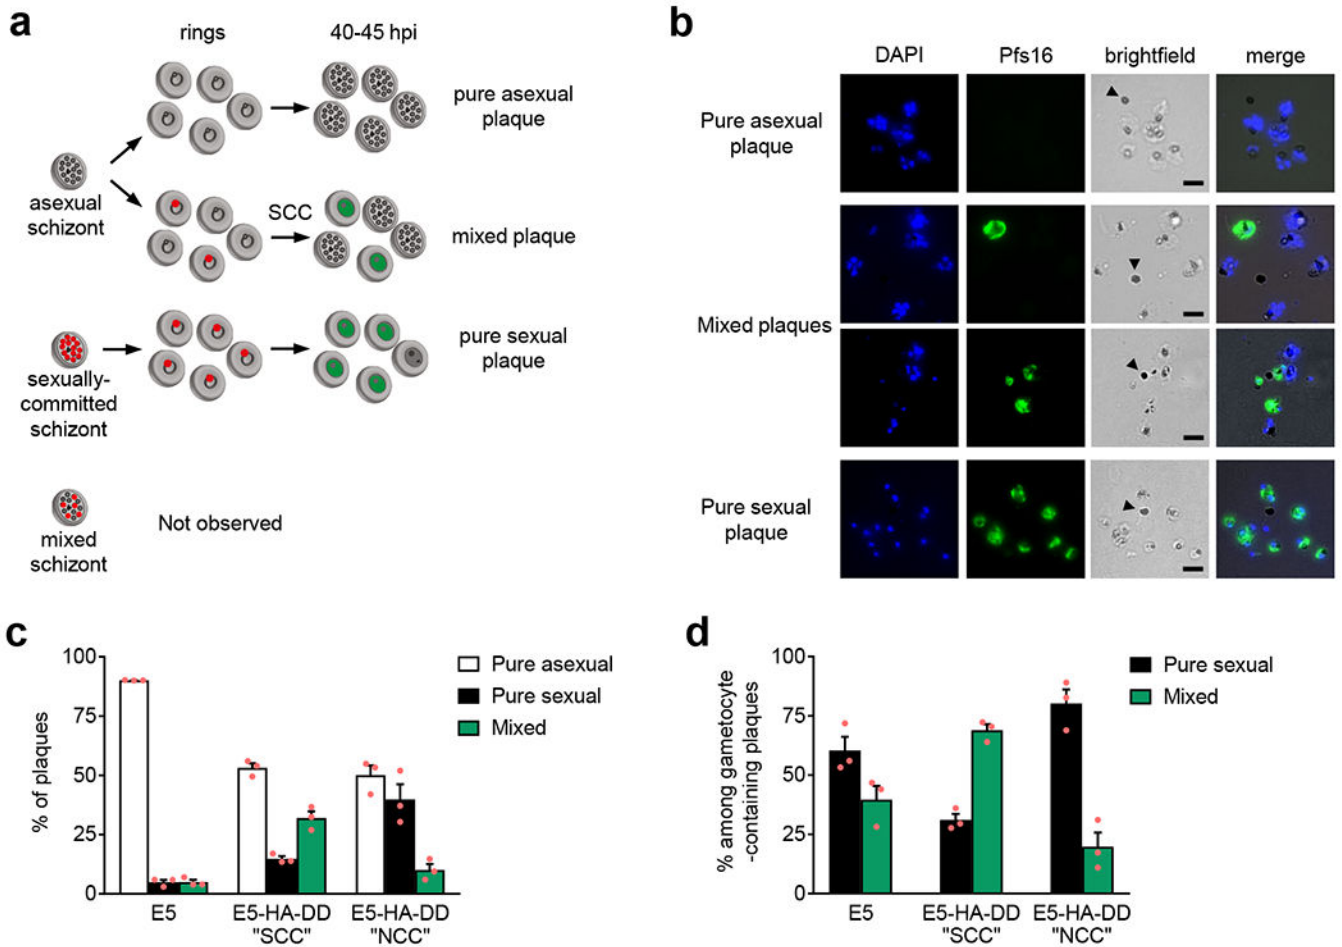 a
rings
40-45 hpi
pure asexual
plaque
asexual
schizont
SCC
mixed plaque
sexually-
committed
schizont
pure sexual
plaque
mixed
schizont
Not observed
b
DAPI
Pfs16
brightfield
merge
Pure asexual
plaque
Mixed plaques
Pure sexual
plaque
c
% of plaques
100
75
50
25
0
E5
E5-HA-DD
"SCC"
E5-HA-DD
"NCC"
Pure asexual
Pure sexual
Mixed
d
% among gametocyte
-containing plaques
100
75
50
25
0
E5
E5-HA-DD
"SCC"
E5-HA-DD
"NCC"
Pure sexual
Mixed